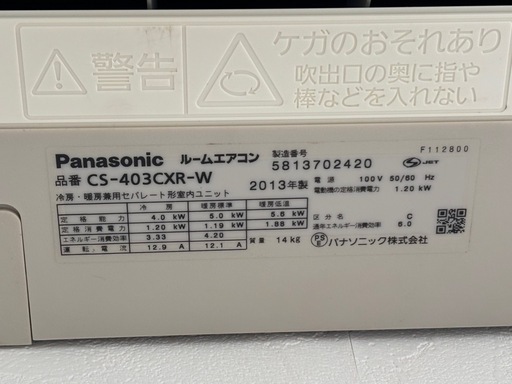 警告
ケガのおそれあり
吹出口の奥に指や
棒などを入れない
Panasonic ルームエアコン
品番 CS-403CXR-W 2013年製
冷房・暖房兼用セパレート形室内ユニット
冷房 暖房標準 暖房低温
定格能力 4.0 kW 5.0 kW 5.6 kW
定格消費電力 1.20 kW 1.19 kW 1.88 kW
エネルギー消費効率 3.33 4.20
運転電流 12.9 A 12.1 A 質量 14kg
製造番号
5813702420
F112800
JET
電源 100V 50/60 Hz
電動機の定格消費電力 1.20 kW
区分名 C
通年エネルギー消費効率 6.0
PSE パナソニック株式会社